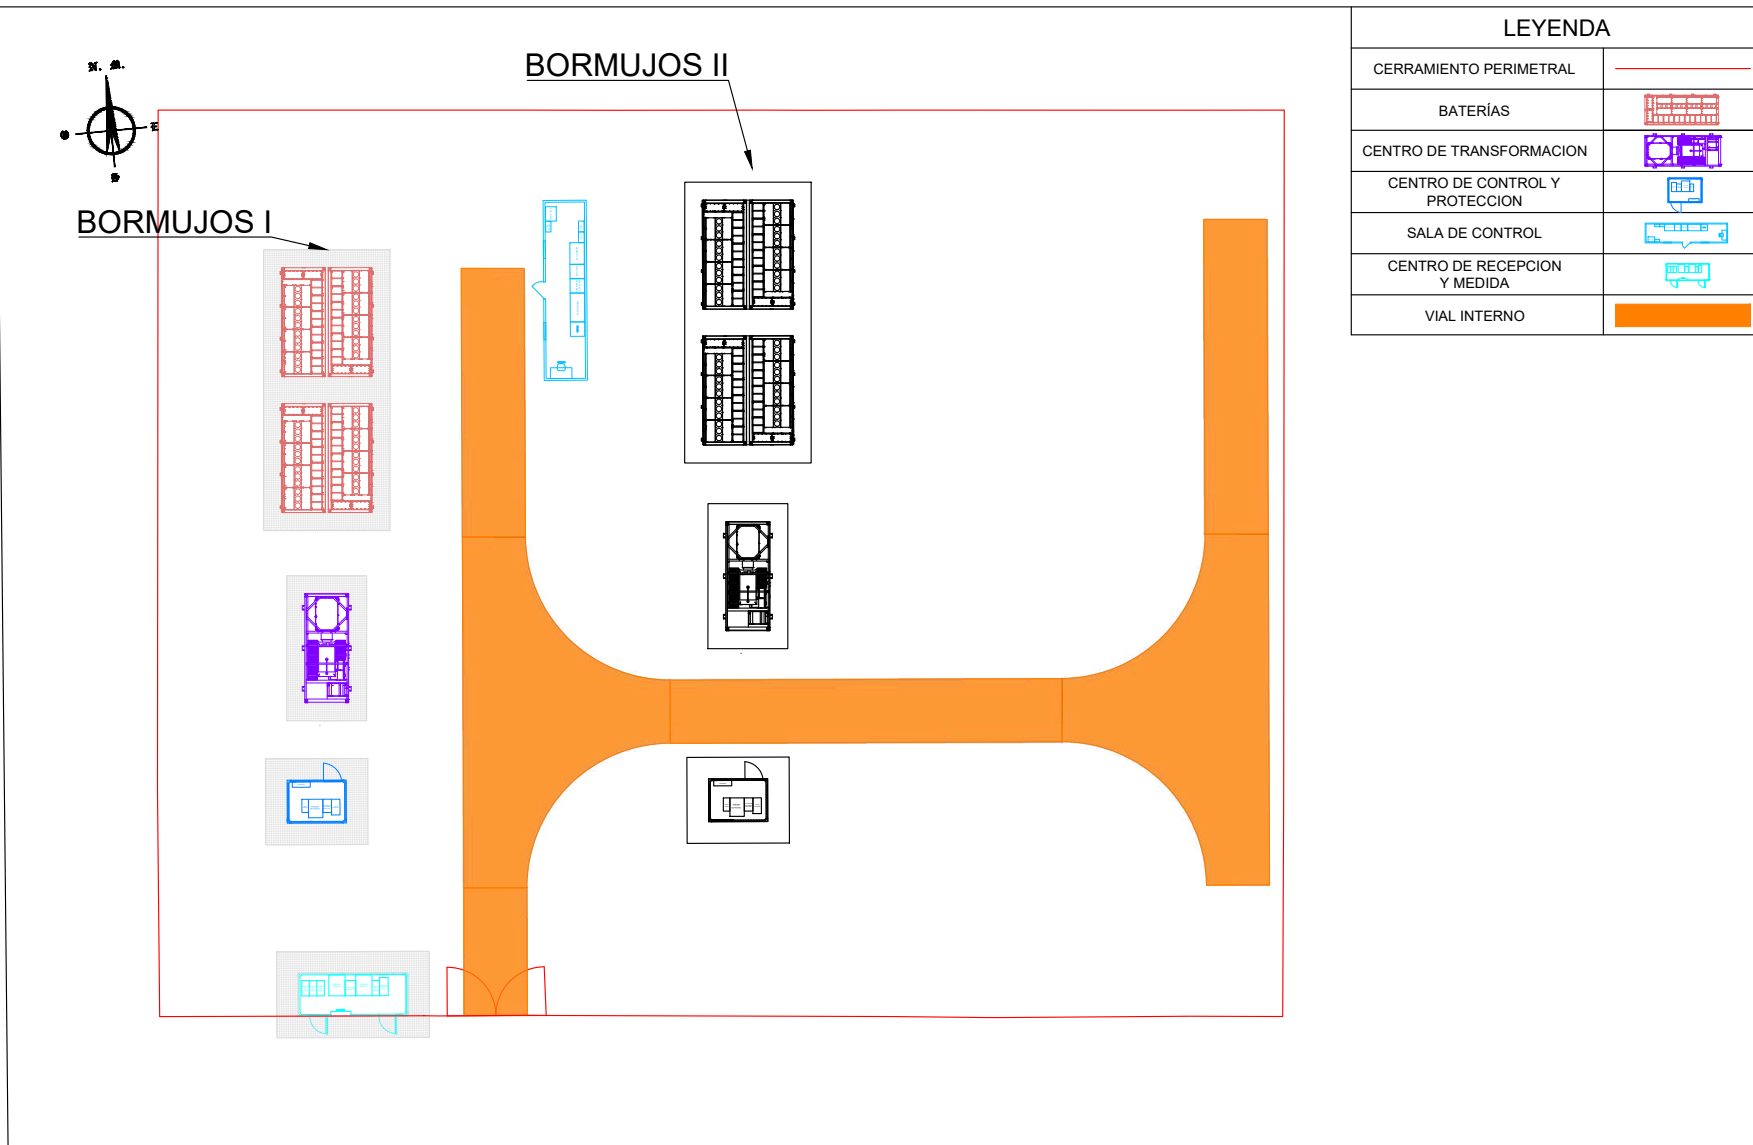 BORMUJOS II
BORMUJOS I
LEYENDA
CERRAMIENTO PERIMETRAL
BATERÍAS
CENTRO DE TRANSFORMACION
CENTRO DE CONTROL Y
PROTECCION
SALA DE CONTROL
CENTRO DE RECEPCION
Y MEDIDA
VIAL INTERNO